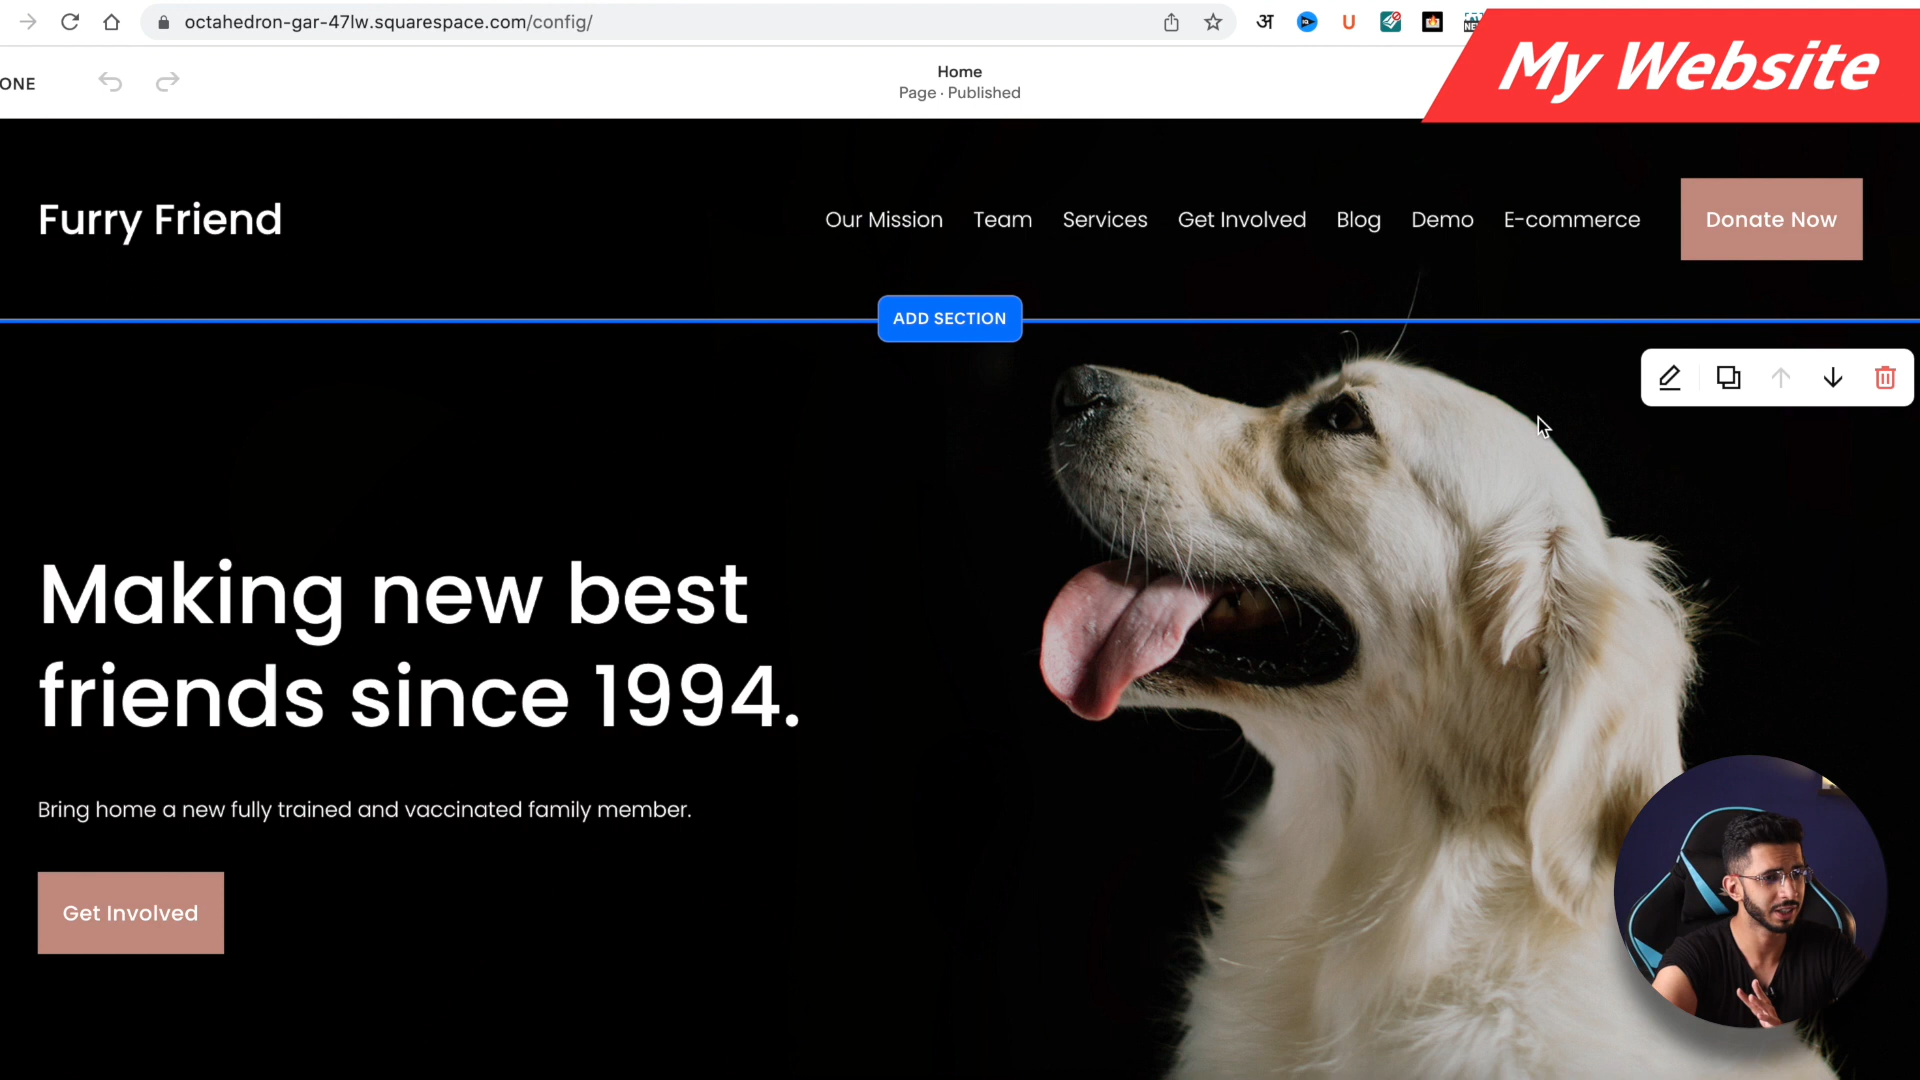 octahedron-gar-47lw.squarespace.com/config/
अ
U
My Website
ONE
Home
Page · Published
Furry Friend
Our Mission
Team
Services
Get Involved
Blog
Demo
E-commerce
Donate Now
ADD SECTION
Making new best
friends since 1994.
Bring home a new fully trained and vaccinated family member.
Get Involved